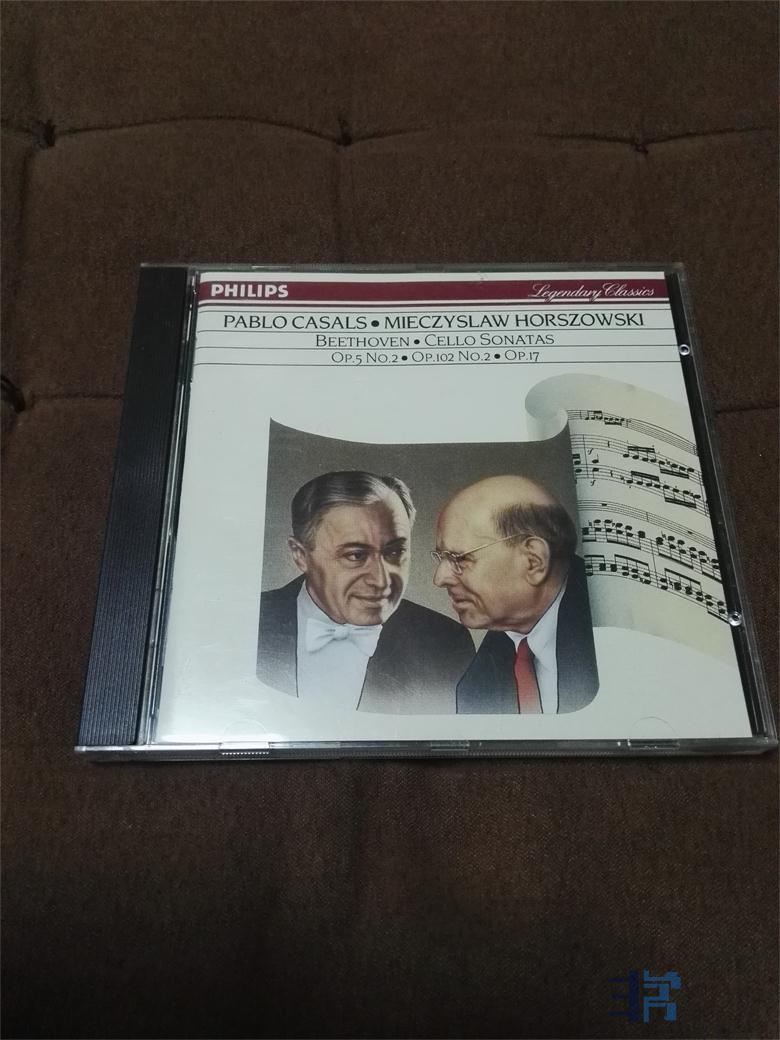 PHILIPS
Legendary Classics
PABLO CASALS • MIECZYSLAW HORSZOWSKI
BEETHOVEN • CELLO SONATAS
OP.5 NO.2 • OP.102 NO.2 • OP.17